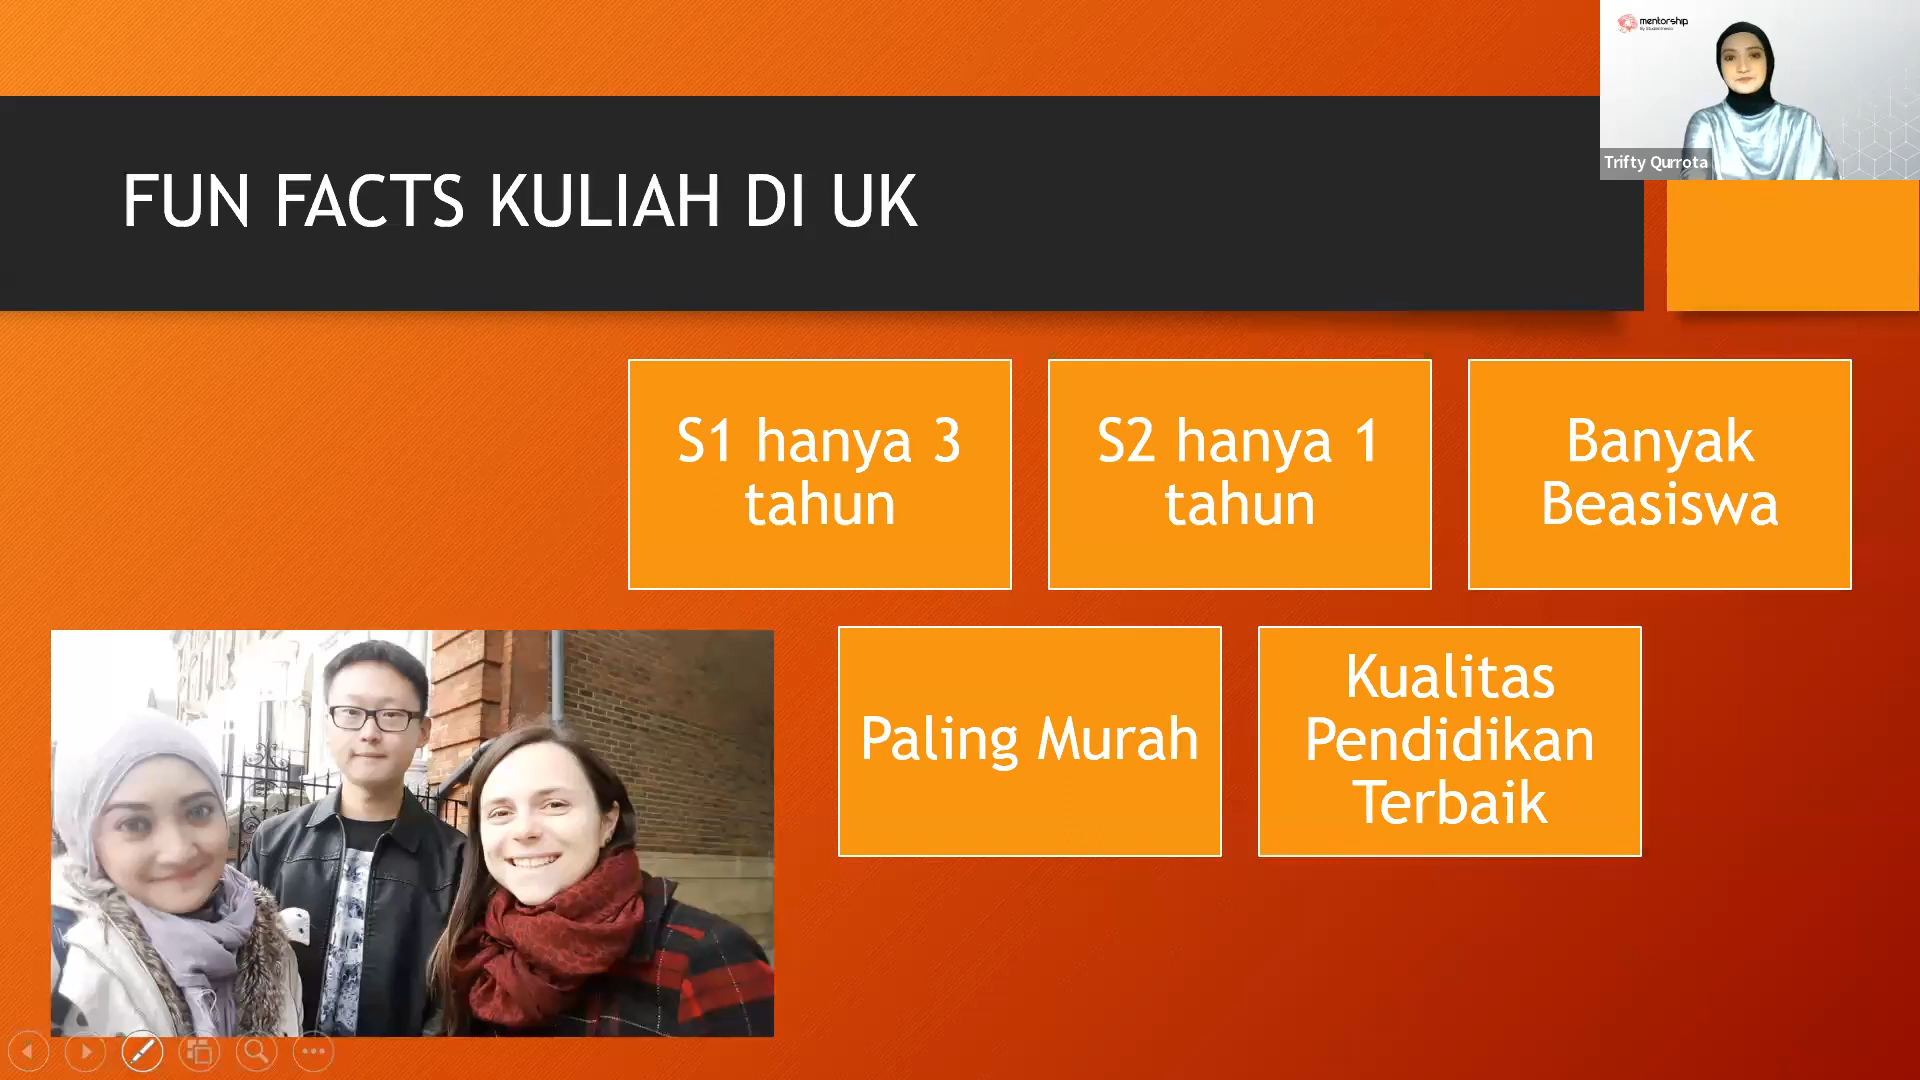 mentorship
Trifty Qurrota
FUN FACTS KULIAH DI UK
S1 hanya 3
tahun
S2 hanya 1
tahun
Banyak
Beasiswa
Paling Murah
Kualitas
Pendidikan
Terbaik